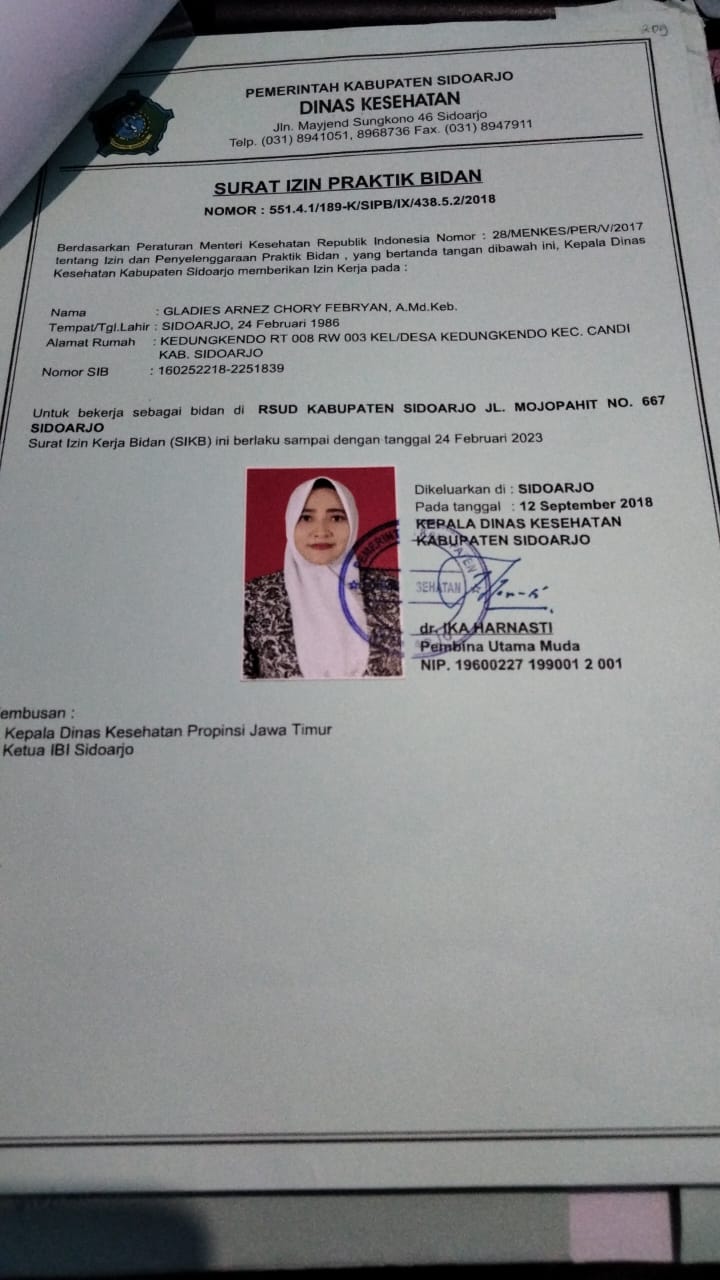 209
PEMERINTAH KABUPATEN SIDOARJO
DINAS KESEHATAN
Jln. Mayjend Sungkono 46 Sidoarjo
Telp. (031) 8941051, 8968736 Fax. (031) 8947911
SURAT IZIN PRAKTIK BIDAN
NOMOR : 551.4.1/189-K/SIPB/IX/438.5.2/2018
Berdasarkan Peraturan Menteri Kesehatan Republik Indonesia Nomor : 28/MENKES/PER/V/2017
tentang Izin dan Penyelenggaraan Praktik Bidan , yang bertanda tangan dibawah ini, Kepala Dinas
Kesehatan Kabupaten Sidoarjo memberikan Izin Kerja pada :
Nama : GLADIES ARNEZ CHORY FEBRYAN, A.Md.Keb.
Tempat/Tgl.Lahir : SIDOARJO, 24 Februari 1986
Alamat Rumah : KEDUNGKENDO RT 008 RW 003 KEL/DESA KEDUNGKENDO KEC. CANDI
KAB. SIDOARJO
Nomor SIB : 160252218-2251839
Untuk bekerja sebagai bidan di RSUD KABUPATEN SIDOARJO JL. MOJOPAHIT NO. 667
SIDOARJO
Surat Izin Kerja Bidan (SIKB) ini berlaku sampai dengan tanggal 24 Februari 2023
Dikeluarkan di : SIDOARJO
Pada tanggal : 12 September 2018
KEPALA DINAS KESEHATAN
KABUPATEN SIDOARJO
SEHATAN
dr. IKA HARNASTI
Pembina Utama Muda
NIP. 19600227 199001 2 001
embusan :
Kepala Dinas Kesehatan Propinsi Jawa Timur
Ketua IBI Sidoarjo